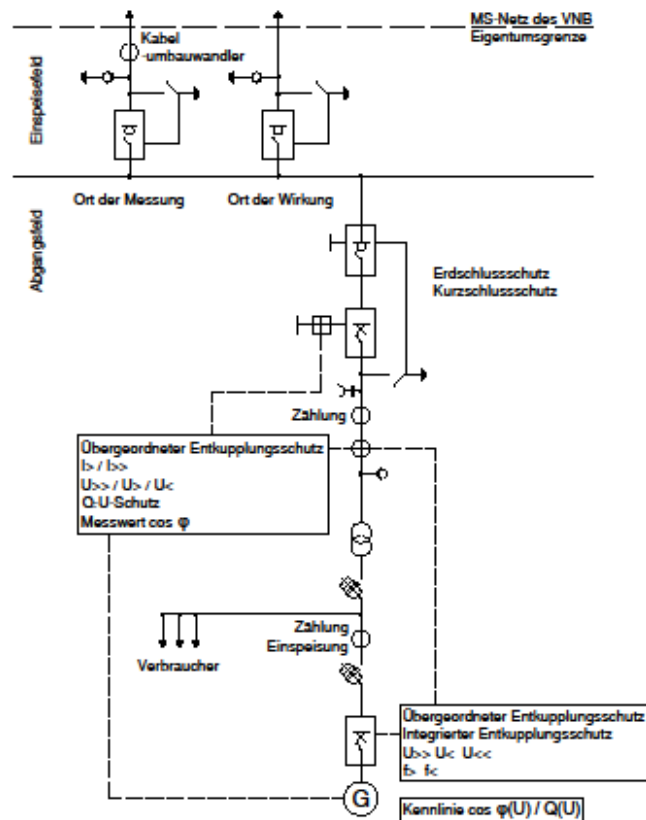 MS-Netz des VNB
Eigentumsgrenze
Kabel
-umbauwandler
Einspeisefeld
Ort der Messung
Ort der Wirkung
Abgangsfeld
Erdschlussschutz
Kurzschlussschutz
Zählung
Übergeordneter Entkupplungsschutz
I> / I>>
U>> / U> / U<
Q:U-Schutz
Messwert cos φ
Zählung
Einspeisung
Verbraucher
Übergeordneter Entkupplungsschutz
Integrierter Entkupplungsschutz
U>> U< U<<
f> f<
G
Kennlinie cos φ(U) / Q(U)